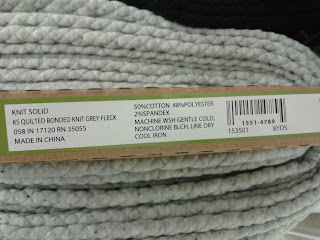 KNIT SOLID
KS QUILTED BONDED KNIT GREY FLECK
058 IN 17120 RN 35055
MADE IN CHINA
50%COTTON 48%POLYESTER
2%SPANDEX
MACHINE WSH GENTLE COLD,
NONCLORINE BLCH, LINE DRY
COOL IRON
1551-4789
153501 8YDS